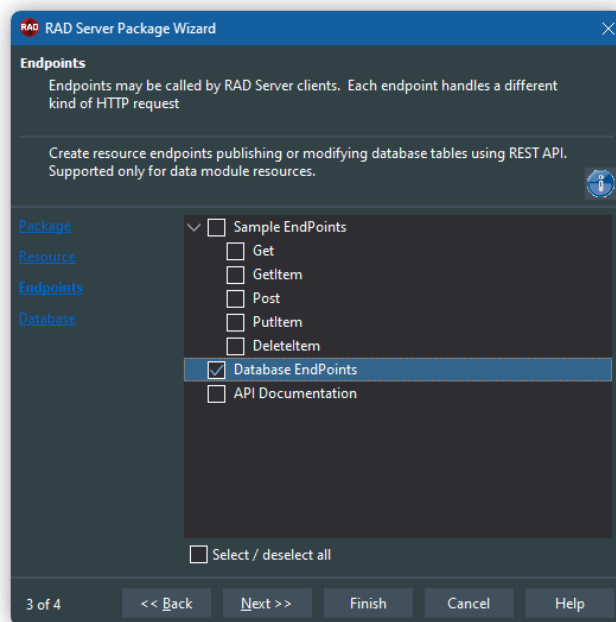 RAD RAD Server Package Wizard
Endpoints
Endpoints may be called by RAD Server clients. Each endpoint handles a different
kind of HTTP request
Create resource endpoints publishing or modifying database tables using REST API.
Supported only for data module resources.
Package
Resource
Endpoints
Database
Sample EndPoints
Get
GetItem
Post
PutItem
DeleteItem
Database EndPoints
API Documentation
Select / deselect all
3 of 4
<< Back
Next >>
Finish
Cancel
Help